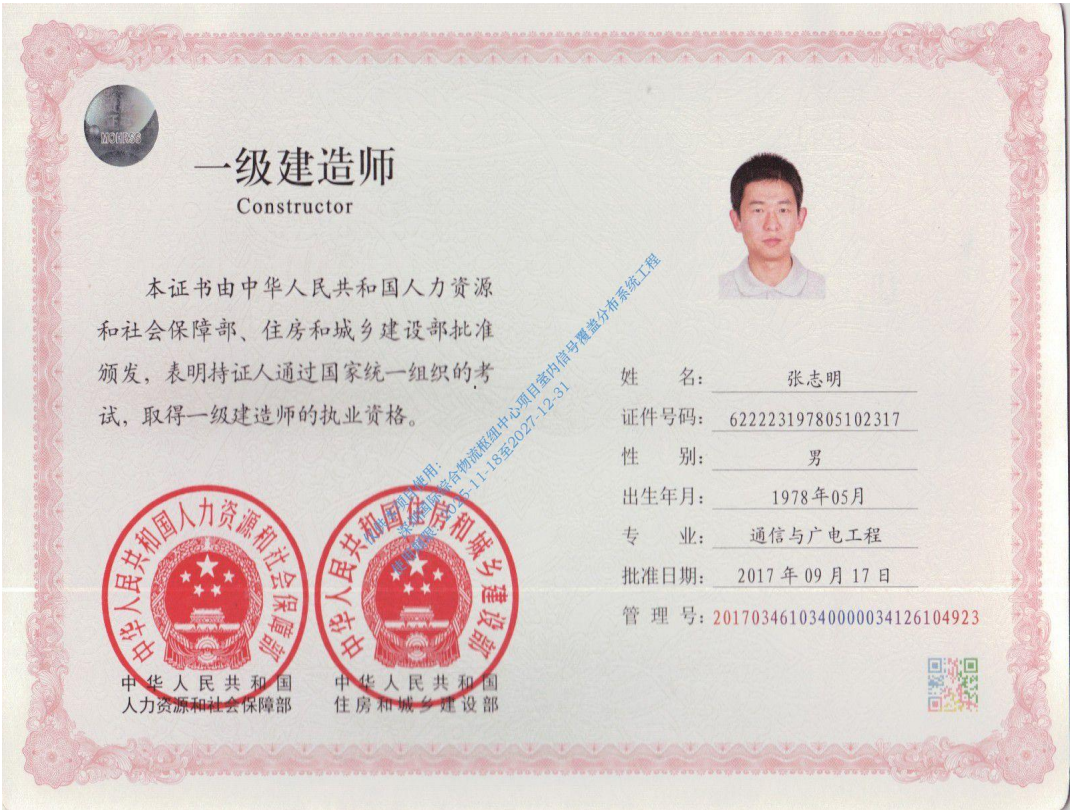 一级建造师
Constructor
本证书由中华人民共和国人力资源
和社会保障部、住房和城乡建设部批准
颁发，表明持证人通过国家统一组织的考
试，取得一级建造师的执业资格。
姓 名: 张志明
证件号码: 622223197805102317
性 别: 男
出生年月: 1978年05月
专 业: 通信与广电工程
批准日期: 2017 年 09 月 17 日
管 理 号: 2017034610340000034126104923
中华人民共和国人力资源和社会保障部
中华人民共和国住房和城乡建设部
中华人民共和国
人力资源和社会保障部
中华人民共和国
住房和城乡建设部
项目使用:
国际综合物流枢纽中心项目室内信号覆盖分布系统工程
2025-11-18至2027-12-31